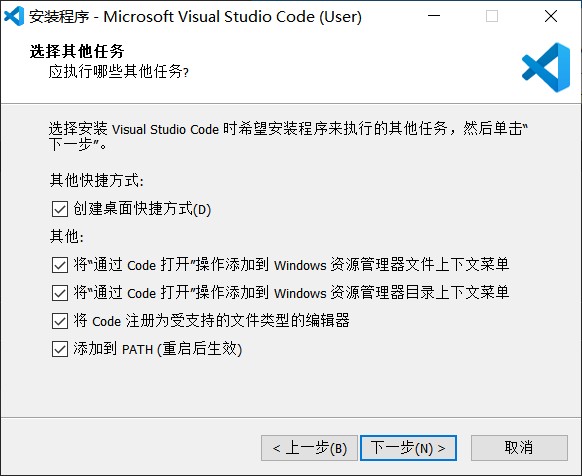 安装程序 - Microsoft Visual Studio Code (User)
选择其他任务
应执行哪些其他任务?
选择安装 Visual Studio Code 时希望安装程序来执行的其他任务，然后单击“
下一步”。
其他快捷方式:
创建桌面快捷方式(D)
其他:
将“通过 Code 打开”操作添加到 Windows 资源管理器文件上下文菜单
将“通过 Code 打开”操作添加到 Windows 资源管理器目录上下文菜单
将 Code 注册为受支持的文件类型的编辑器
添加到 PATH (重启后生效)
< 上一步(B) 下一步(N) > 取消